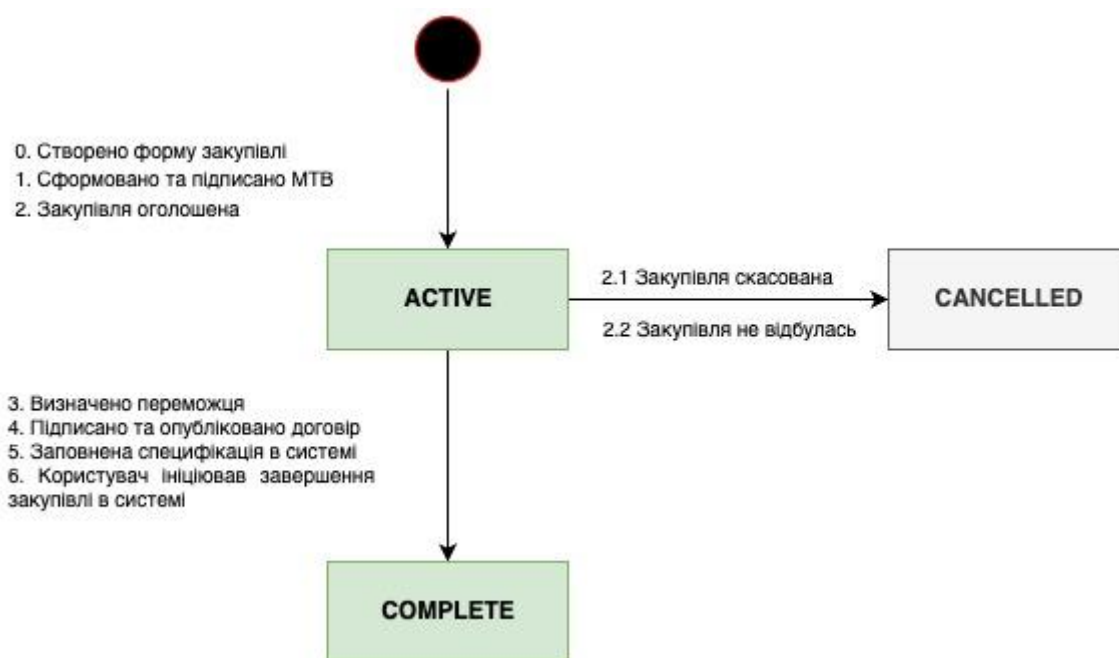 0. Створено форму закупівлі
1. Сформовано та підписано МТВ
2. Закупівля оголошена
ACTIVE
2.1 Закупівля скасована
2.2 Закупівля не відбулась
CANCELLED
3. Визначено переможця
4. Підписано та опубліковано договір
5. Заповнена специфікація в системі
6. Користувач ініціював завершення
закупівлі в системі
COMPLETE